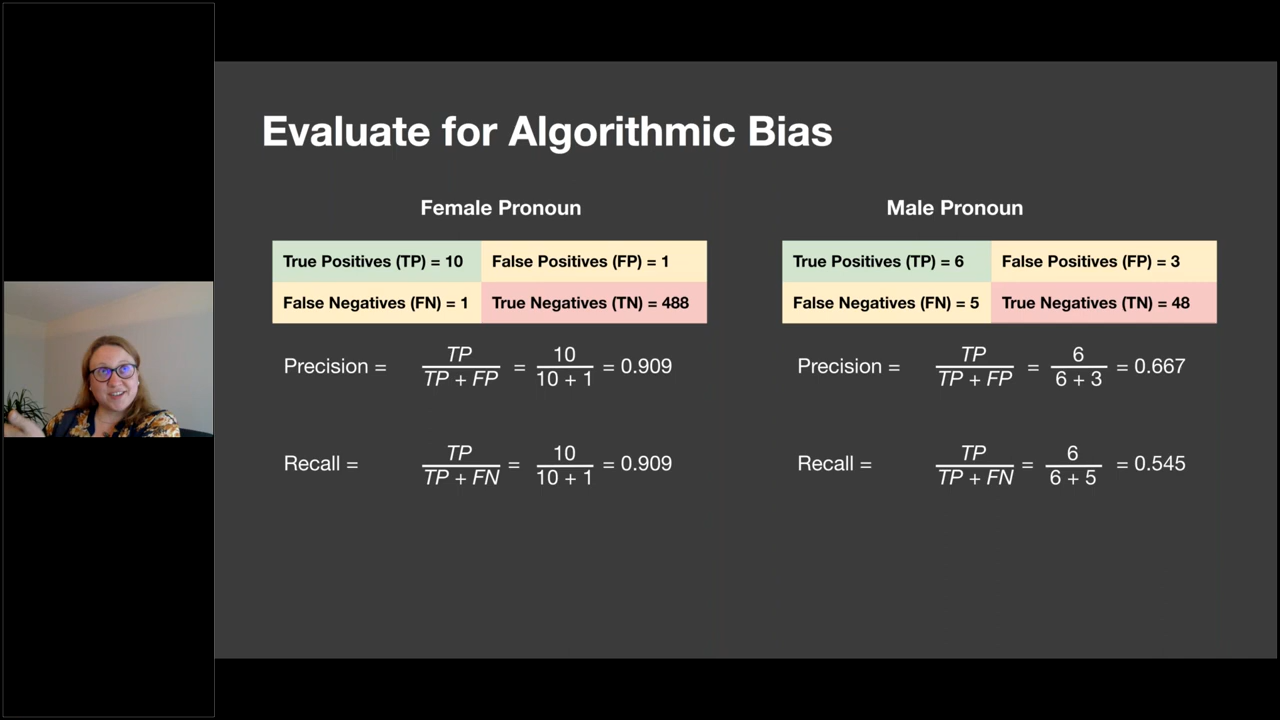 Evaluate for Algorithmic Bias
Female Pronoun
True Positives (TP) = 10
False Positives (FP) = 1
False Negatives (FN) = 1
True Negatives (TN) = 488
Precision = TP / TP + FP = 10 / 10 + 1 = 0.909
Recall = TP / TP + FN = 10 / 10 + 1 = 0.909
Male Pronoun
True Positives (TP) = 6
False Positives (FP) = 3
False Negatives (FN) = 5
True Negatives (TN) = 48
Precision = TP / TP + FP = 6 / 6 + 3 = 0.667
Recall = TP / TP + FN = 6 / 6 + 5 = 0.545